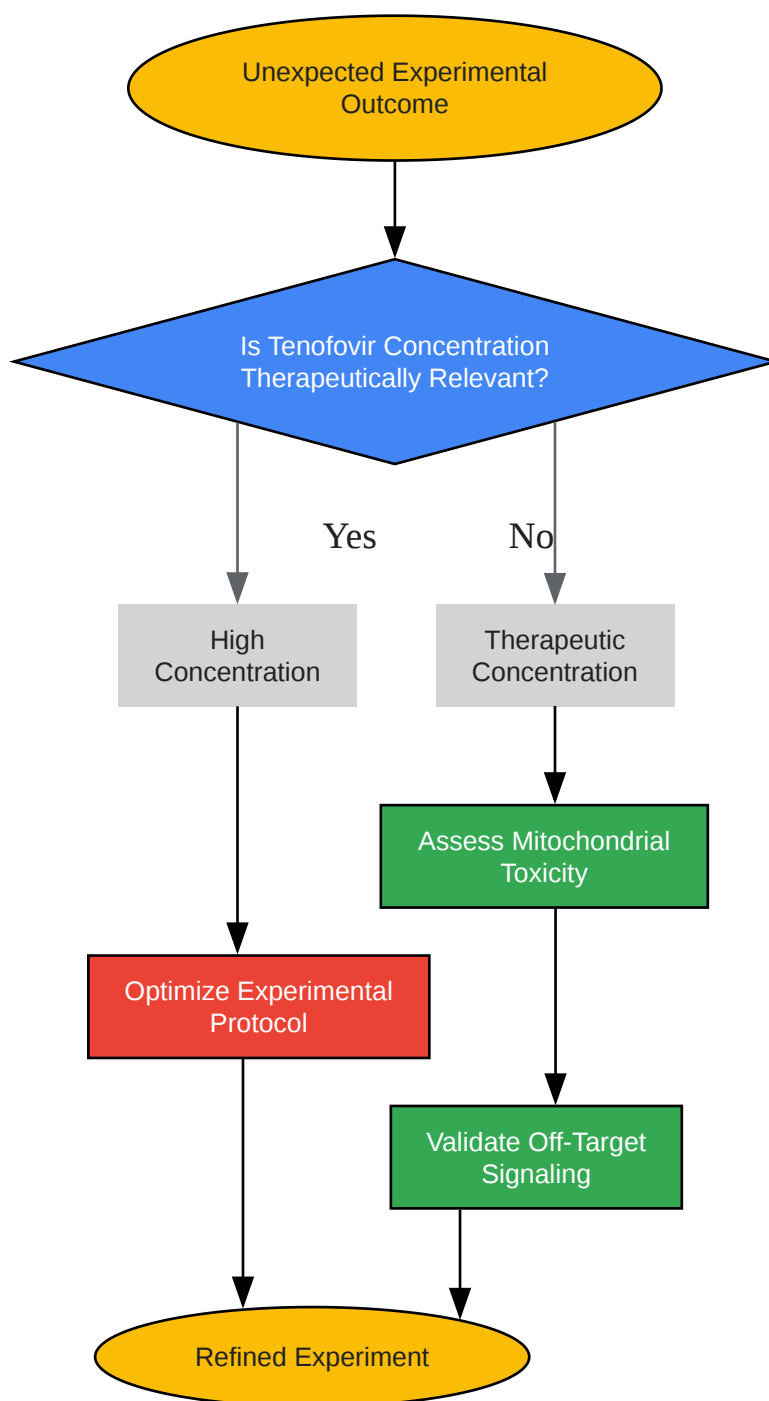 Unexpected Experimental
Outcome
Is Tenofovir Concentration
Therapeutically Relevant?
Yes
No
High
Concentration
Therapeutic
Concentration
Assess Mitochondrial
Toxicity
Optimize Experimental
Protocol
Validate Off-Target
Signaling
Refined Experiment